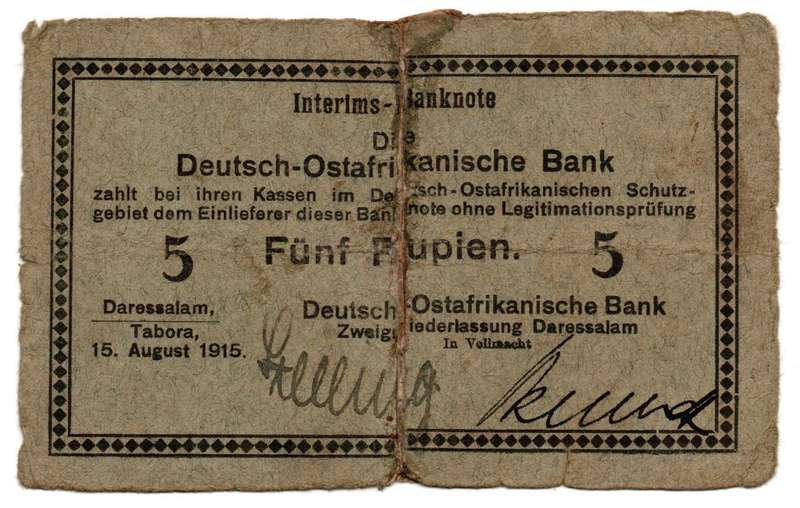 Interims-Banknote
Die
Deutsch-Ostafrikanische Bank
zahlt bei ihren Kassen im Deutsch-Ostafrikanischen Schutz-
gebiet dem Einlieferer dieser Banknote ohne Legitimationsprüfung
5 Fünf Rupien. 5
Daressalam,
Tabora,
15. August 1915.
Deutsch-Ostafrikanische Bank
Zweigniederlassung Daressalam
In Vollmacht